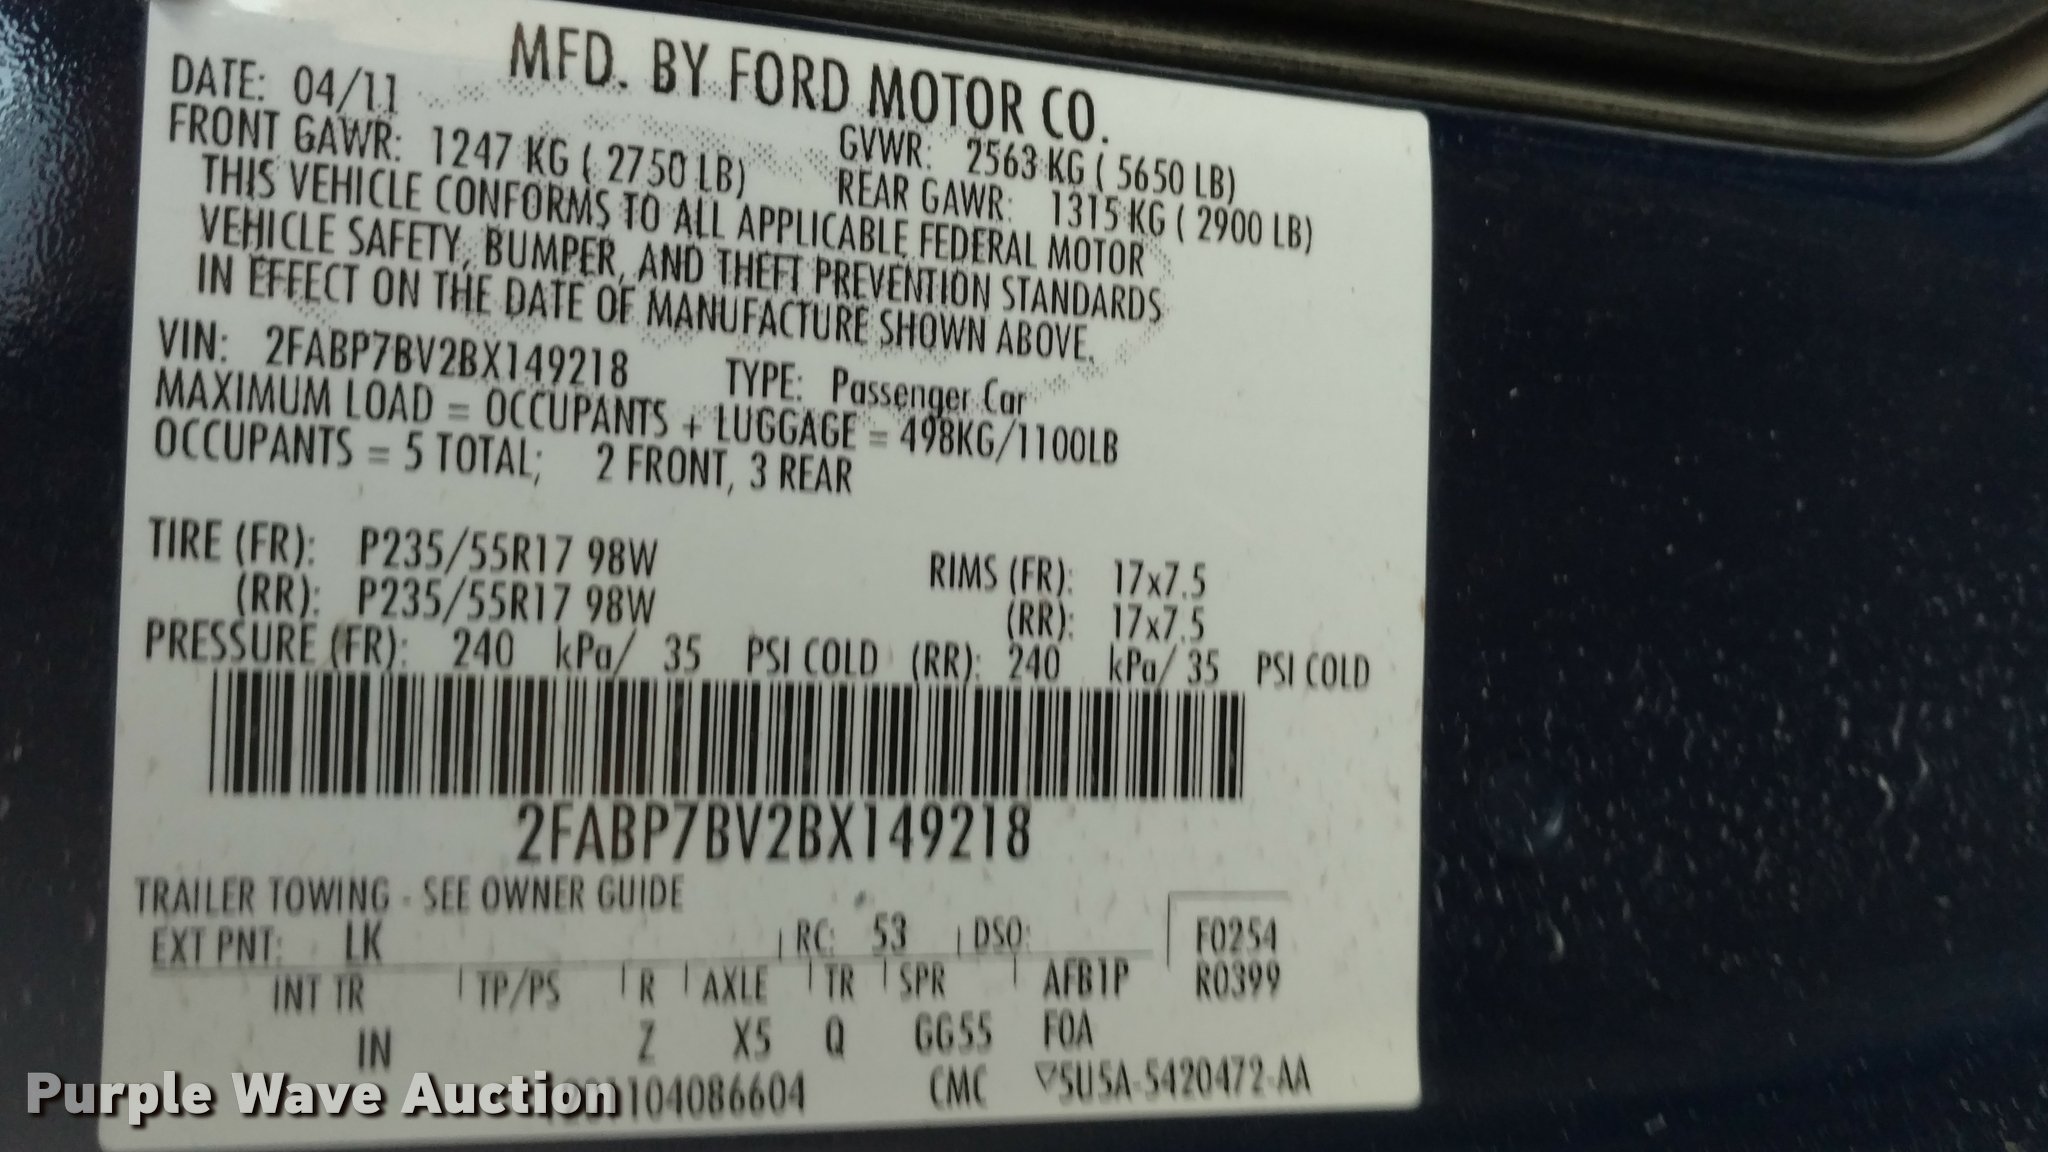 MFD. BY FORD MOTOR CO.
DATE: 04/11 GVWR: 2563 KG ( 5650 LB)
FRONT GAWR: 1247 KG ( 2750 LB) REAR GAWR: 1315 KG ( 2900 LB)
THIS VEHICLE CONFORMS TO ALL APPLICABLE FEDERAL MOTOR
VEHICLE SAFETY, BUMPER, AND THEFT PREVENTION STANDARDS
IN EFFECT ON THE DATE OF MANUFACTURE SHOWN ABOVE.
VIN: 2FABP7BV2BX149218 TYPE: Passenger Car
MAXIMUM LOAD = OCCUPANTS + LUGGAGE = 498KG/1100LB
OCCUPANTS = 5 TOTAL; 2 FRONT, 3 REAR
TIRE (FR): P235/55R17 98W RIMS (FR): 17x7.5
(RR): P235/55R17 98W (RR): 17x7.5
PRESSURE (FR): 240 kPa/ 35 PSI COLD (RR): 240 kPa/ 35 PSI COLD
2FABP7BV2BX149218
TRAILER TOWING - SEE OWNER GUIDE
EXT PNT: LK RC: 53 DSO: F0254
INT TR TP/PS R AXLE TR SPR AFB1P R0399
IN Z X5 Q GG55 FOA
104086604 CMC ▽5U5A-5420472-AA
Purple Wave Auction